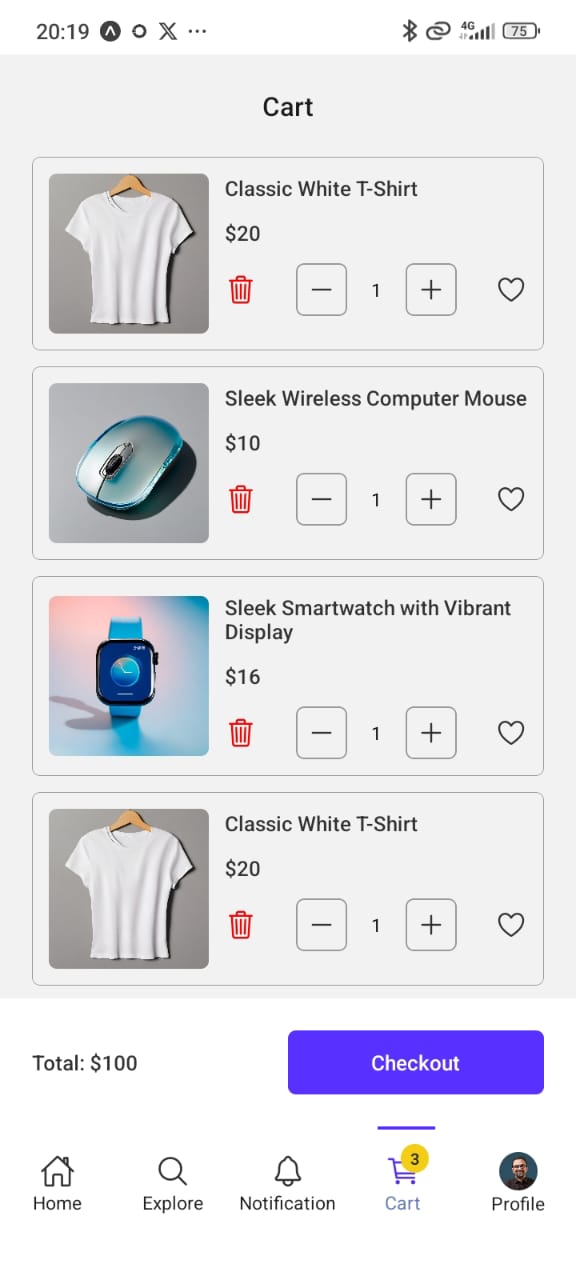 20:19
4G
75
Cart
Classic White T-Shirt
$20
1
Sleek Wireless Computer Mouse
$10
1
Sleek Smartwatch with Vibrant
Display
$16
1
Classic White T-Shirt
$20
1
Total: $100
Checkout
3
Home
Explore
Notification
Cart
Profile